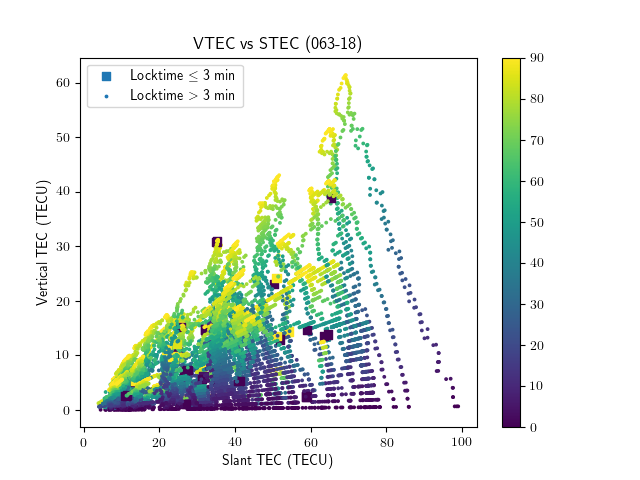 VTEC vs STEC (063-18)
Locktime ≤ 3 min
Locktime > 3 min
Vertical TEC (TECU)
60
50
40
30
20
10
0
0 20 40 60 80 100
Slant TEC (TECU)
90
80
70
60
50
40
30
20
10
0